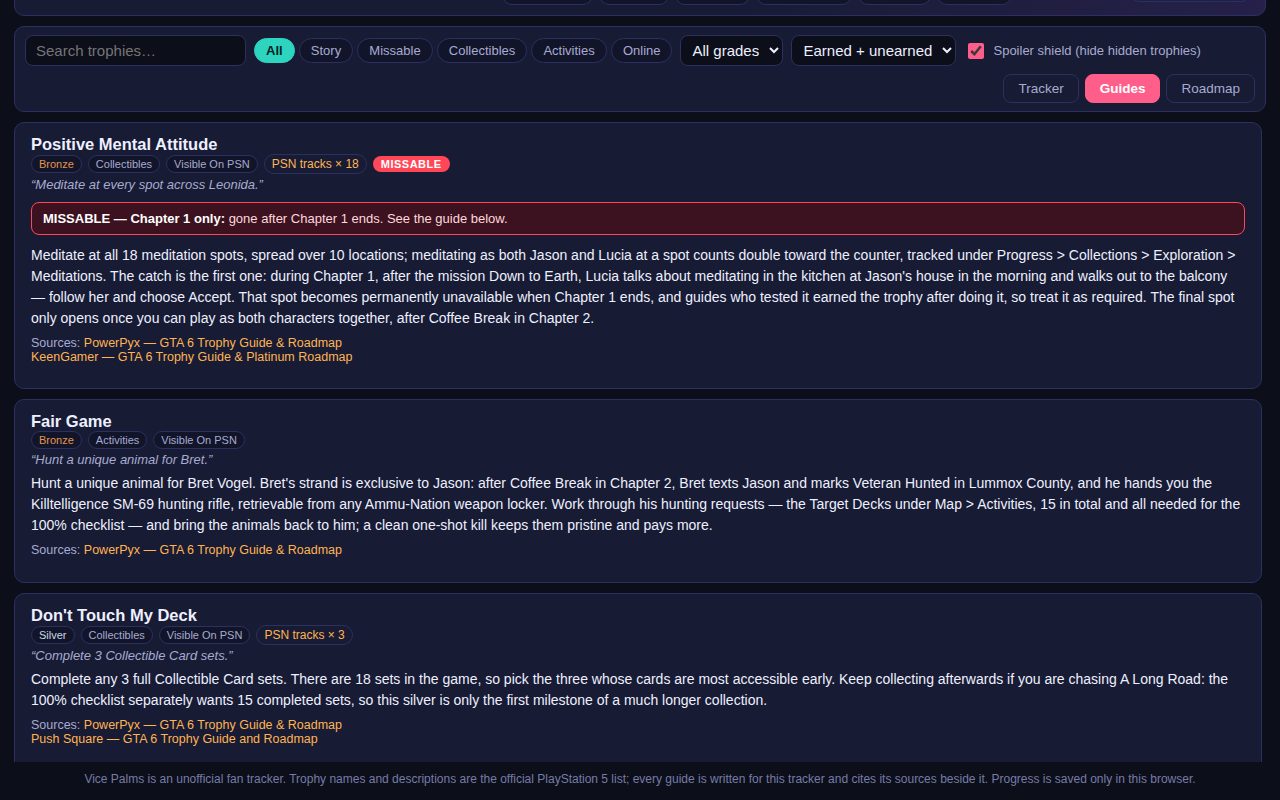 Search trophies…
All Story Missable Collectibles Activities Online All grades Earned + unearned Spoiler shield (hide hidden trophies)
Tracker Guides Roadmap
Positive Mental Attitude
Bronze Collectibles Visible On PSN PSN tracks × 18 MISSABLE
“Meditate at every spot across Leonida.”
MISSABLE — Chapter 1 only: gone after Chapter 1 ends. See the guide below.
Meditate at all 18 meditation spots, spread over 10 locations; meditating as both Jason and Lucia at a spot counts double toward the counter, tracked under Progress > Collections > Exploration >
Meditations. The catch is the first one: during Chapter 1, after the mission Down to Earth, Lucia talks about meditating in the kitchen at Jason's house in the morning and walks out to the balcony
— follow her and choose Accept. That spot becomes permanently unavailable when Chapter 1 ends, and guides who tested it earned the trophy after doing it, so treat it as required. The final spot
only opens once you can play as both characters together, after Coffee Break in Chapter 2.
Sources: PowerPyx — GTA 6 Trophy Guide & Roadmap
KeenGamer — GTA 6 Trophy Guide & Platinum Roadmap
Fair Game
Bronze Activities Visible On PSN
“Hunt a unique animal for Bret.”
Hunt a unique animal for Bret Vogel. Bret's strand is exclusive to Jason: after Coffee Break in Chapter 2, Bret texts Jason and marks Veteran Hunted in Lummox County, and he hands you the
Killtelligence SM-69 hunting rifle, retrievable from any Ammu-Nation weapon locker. Work through his hunting requests — the Target Decks under Map > Activities, 15 in total and all needed for the
100% checklist — and bring the animals back to him; a clean one-shot kill keeps them pristine and pays more.
Sources: PowerPyx — GTA 6 Trophy Guide & Roadmap
Don't Touch My Deck
Silver Collectibles Visible On PSN PSN tracks × 3
“Complete 3 Collectible Card sets.”
Complete any 3 full Collectible Card sets. There are 18 sets in the game, so pick the three whose cards are most accessible early. Keep collecting afterwards if you are chasing A Long Road: the
100% checklist separately wants 15 completed sets, so this silver is only the first milestone of a much longer collection.
Sources: PowerPyx — GTA 6 Trophy Guide & Roadmap
Push Square — GTA 6 Trophy Guide and Roadmap
Vice Palms is an unofficial fan tracker. Trophy names and descriptions are the official PlayStation 5 list; every guide is written for this tracker and cites its sources beside it. Progress is saved only in this browser.